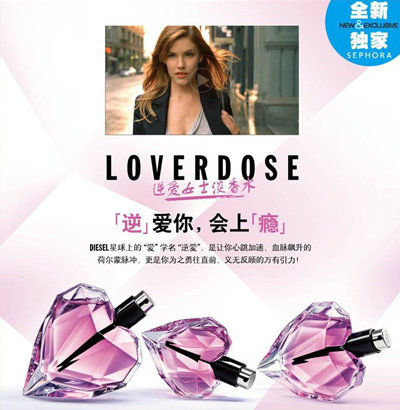 全新
NEW&EXCLUSIVE
独家
SEPHORA
LOVERDOSE
逆爱女士淡香水
「逆」爱你，会上「瘾」
DIESEL星球上的“爱”学名“逆爱”，是让你心跳加速、血脉飙升的
荷尔蒙脉冲，更是你为之勇往直前、义无反顾的万有引力！